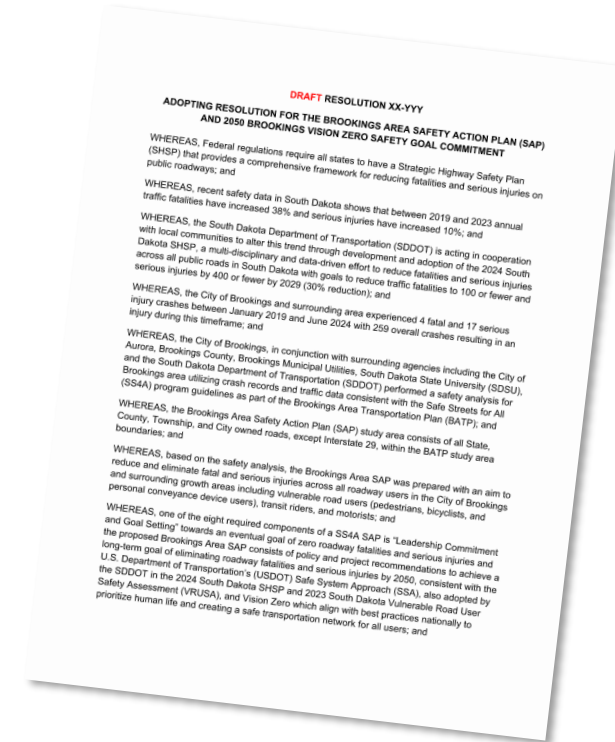 DRAFT RESOLUTION XX-YYY
ADOPTING RESOLUTION FOR THE BROOKINGS AREA SAFETY ACTION PLAN (SAP)
AND 2050 BROOKINGS VISION ZERO SAFETY GOAL COMMITMENT
WHEREAS, Federal regulations require all states to have a Strategic Highway Safety Plan
(SHSP) that provides a comprehensive framework for reducing fatalities and serious injuries on
public roadways; and
WHEREAS, recent safety data in South Dakota shows that between 2019 and 2023 annual
traffic fatalities have increased 38% and serious injuries have increased 10%; and
WHEREAS, the South Dakota Department of Transportation (SDDOT) is acting in cooperation
with local communities to alter this trend through development and adoption of the 2024 South
Dakota SHSP, a multi-disciplinary and data-driven effort to reduce fatalities and serious injuries
across all public roads in South Dakota with goals to reduce traffic fatalities to 100 or fewer and
serious injuries by 400 or fewer by 2029 (30% reduction); and
WHEREAS, the City of Brookings and surrounding area experienced 4 fatal and 17 serious
injury crashes between January 2019 and June 2024 with 259 overall crashes resulting in an
injury during this timeframe; and
WHEREAS, the City of Brookings, in conjunction with surrounding agencies including the City of
Aurora, Brookings County, Brookings Municipal Utilities, South Dakota State University (SDSU),
and the South Dakota Department of Transportation (SDDOT) performed a safety analysis for
Brookings area utilizing crash records and traffic data consistent with the Safe Streets for All
(SS4A) program guidelines as part of the Brookings Area Transportation Plan (BATP); and
WHEREAS, the Brookings Area Safety Action Plan (SAP) study area consists of all State,
County, Township, and City owned roads, except Interstate 29, within the BATP study area
boundaries; and
WHEREAS, based on the safety analysis, the Brookings Area SAP was prepared with an aim to
reduce and eliminate fatal and serious injuries across all roadway users in the City of Brookings
and surrounding growth areas including vulnerable road users (pedestrians, bicyclists, and
personal conveyance device users), transit riders, and motorists; and
WHEREAS, one of the eight required components of a SS4A SAP is "Leadership Commitment
and Goal Setting" towards an eventual goal of zero roadway fatalities and serious injuries and
the proposed Brookings Area SAP consists of policy and project recommendations to achieve a
long-term goal of eliminating roadway fatalities and serious injuries by 2050, consistent with the
U.S. Department of Transportation's (USDOT) Safe System Approach (SSA), also adopted by
the SDDOT in the 2024 South Dakota SHSP and 2023 South Dakota Vulnerable Road User
Safety Assessment (VRUSA), and Vision Zero which align with best practices nationally to
prioritize human life and creating a safe transportation network for all users; and